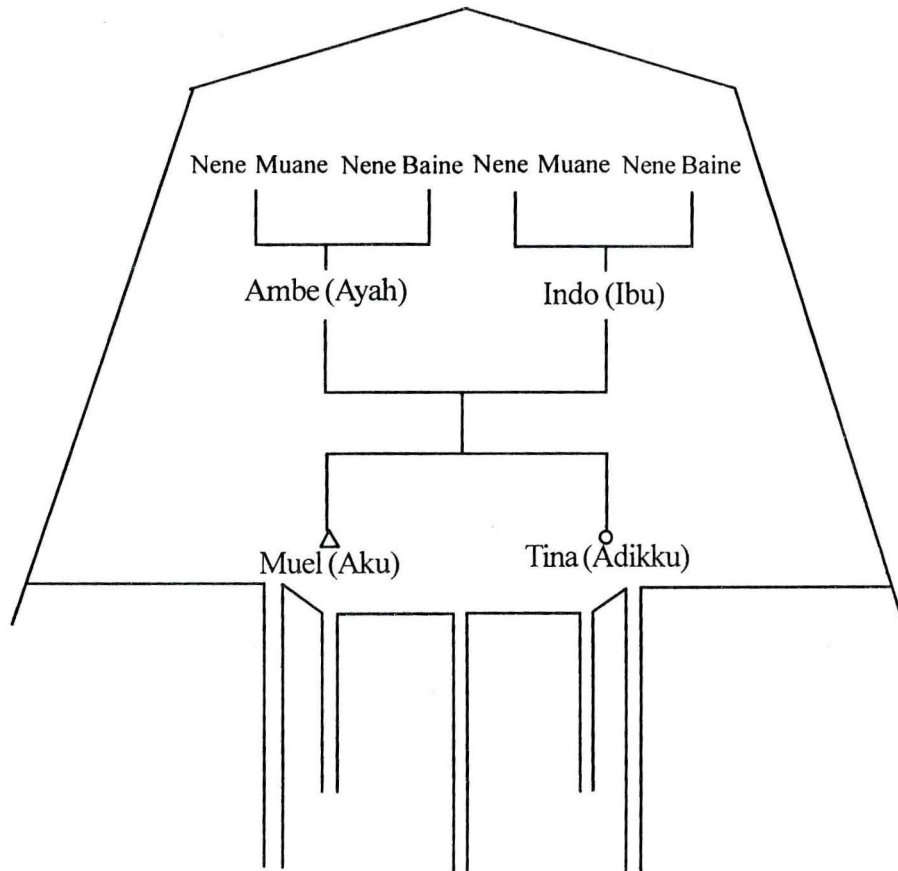 Nene Muane Nene Baine Nene Muane Nene Baine
Ambe (Ayah) Indo (Ibu)
Muel (Aku) Tina (Adikku)